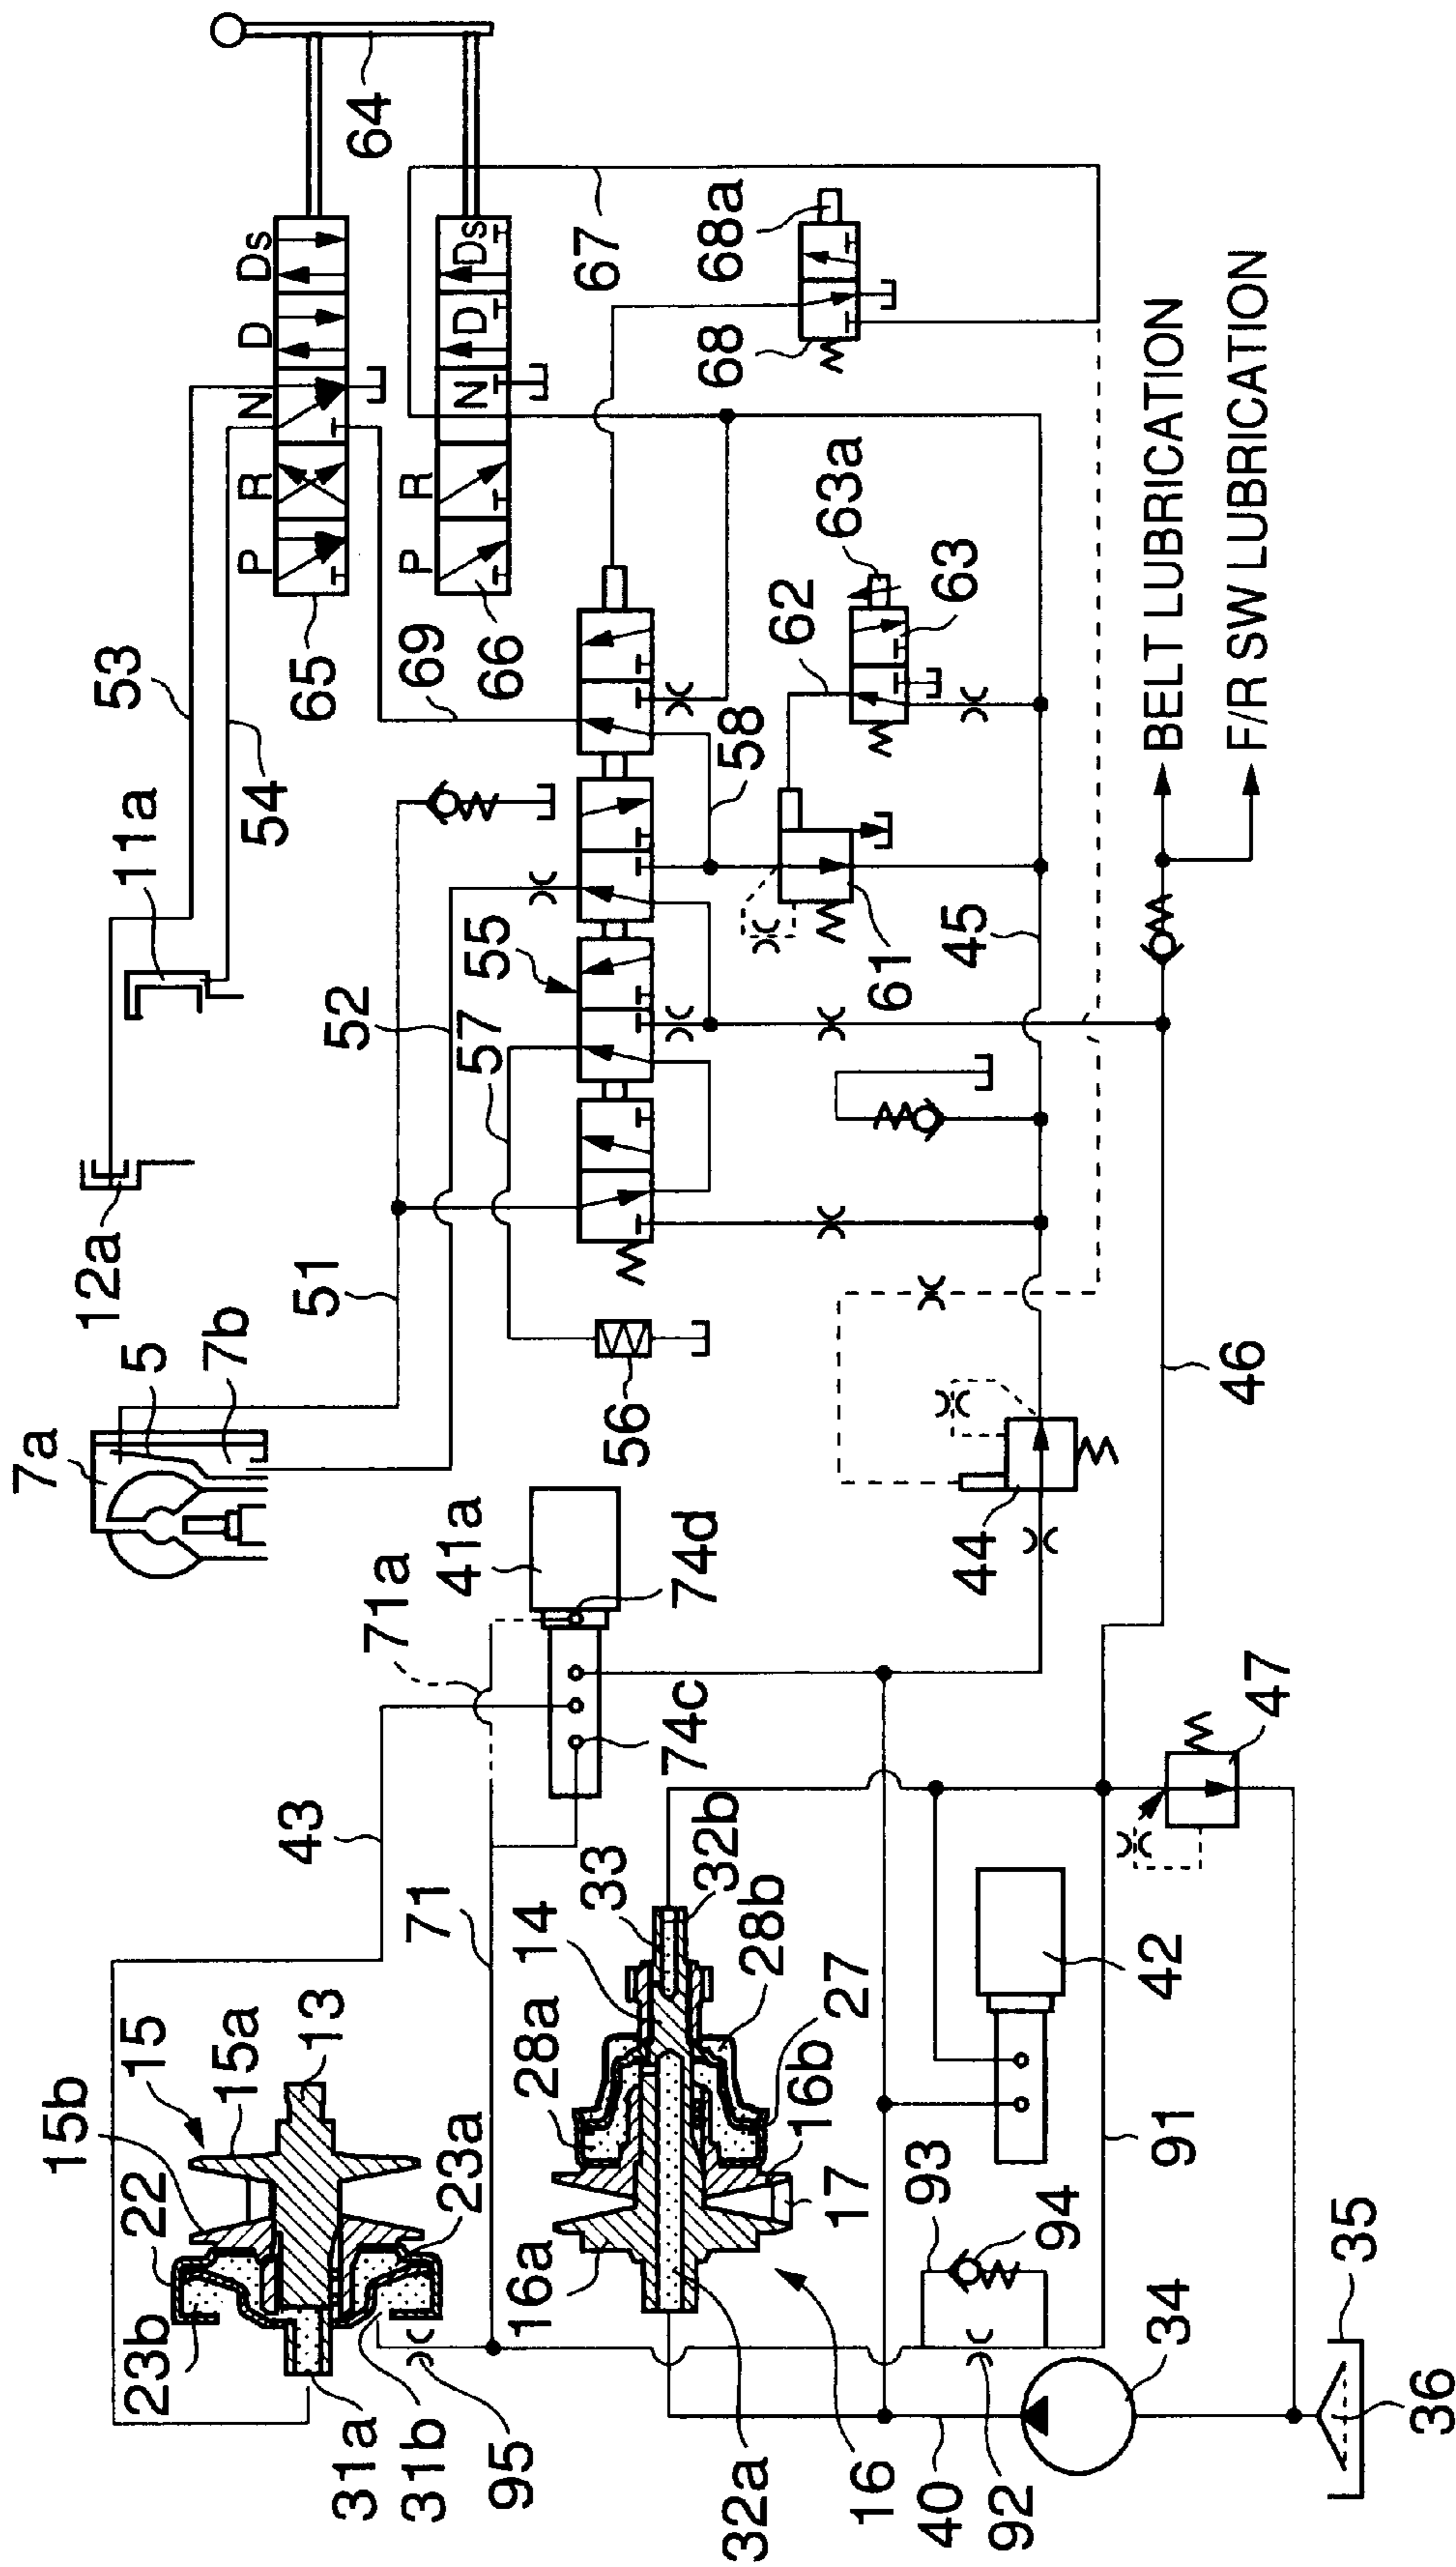 64
Ds
D
N
R
P
65
Ds
D
N
R
P
66
67
68a
68
BELT LUBRICATION
F/R SW LUBRICATION
53
54
11a
12a
69
58
62
63a
63
61
45
55
52
57
51
56
5
7b
7a
46
44
47
41a
74d
71a
74c
43
71
33
32b
14
28b
28a
27
16b
17
42
91
93
94
15
15a
13
15b
22
23b
23a
16a
31a
31b
95
32a
16
40
92
34
35
36